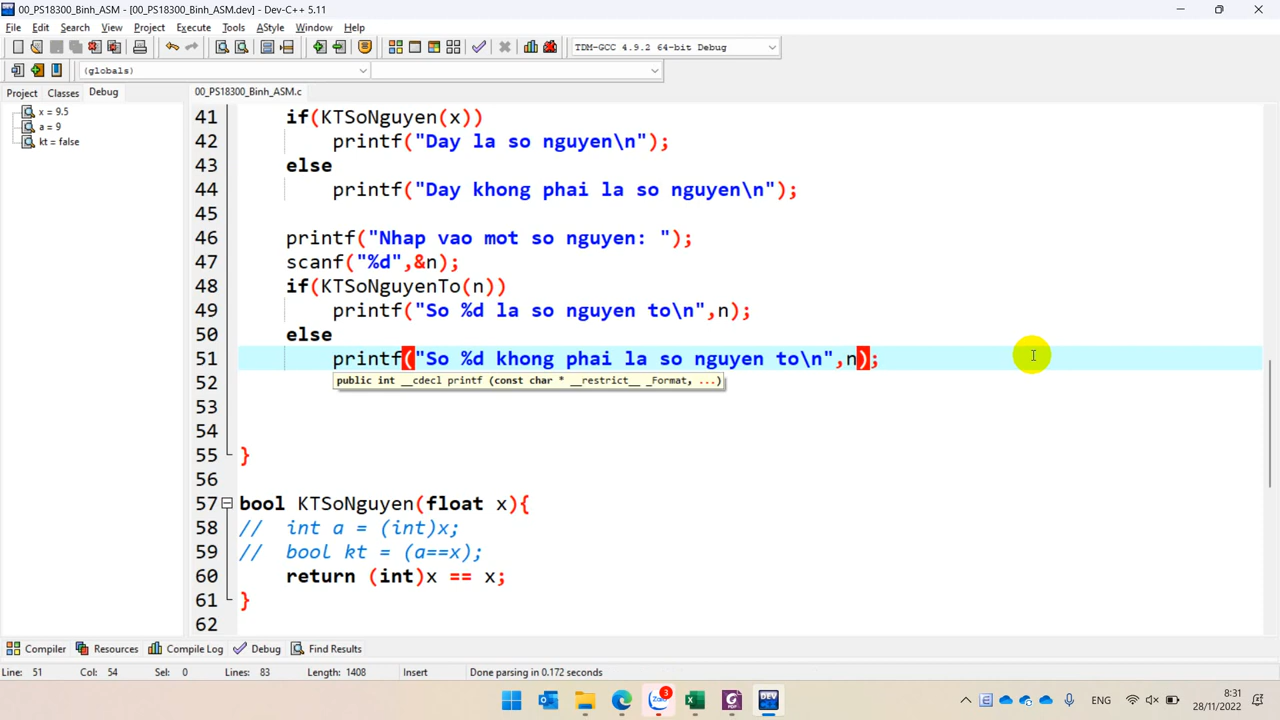 00_PS18300_Binh_ASM - [00_PS18300_Binh_ASM.dev] - Dev-C++ 5.11
File Edit Search View Project Execute Tools AStyle Window Help
TDM-GCC 4.9.2 64-bit Debug
(globals)
Project Classes Debug
00_PS18300_Binh_ASM.c
x = 9.5
a = 9
kt = false
41 if(KTSoNguyen(x))
42 printf("Day la so nguyen\n");
43 else
44 printf("Day khong phai la so nguyen\n");
45
46 printf("Nhap vao mot so nguyen: ");
47 scanf("%d",&n);
48 if(KTSoNguyenTo(n))
49 printf("So %d la so nguyen to\n",n);
50 else
51 printf("So %d khong phai la so nguyen to\n",n);
52 public int __cdecl printf (const char * __restrict__ _Format, ...)
53
54
55 }
56
57 bool KTSoNguyen(float x){
58 // int a = (int)x;
59 // bool kt = (a==x);
60 return (int)x == x;
61 }
62
Compiler Resources Compile Log Debug Find Results
Line: 51 Col: 54 Sel: 0 Lines: 83 Length: 1408 Insert Done parsing in 0.172 seconds
3 DEV ENG 8:31
28/11/2022